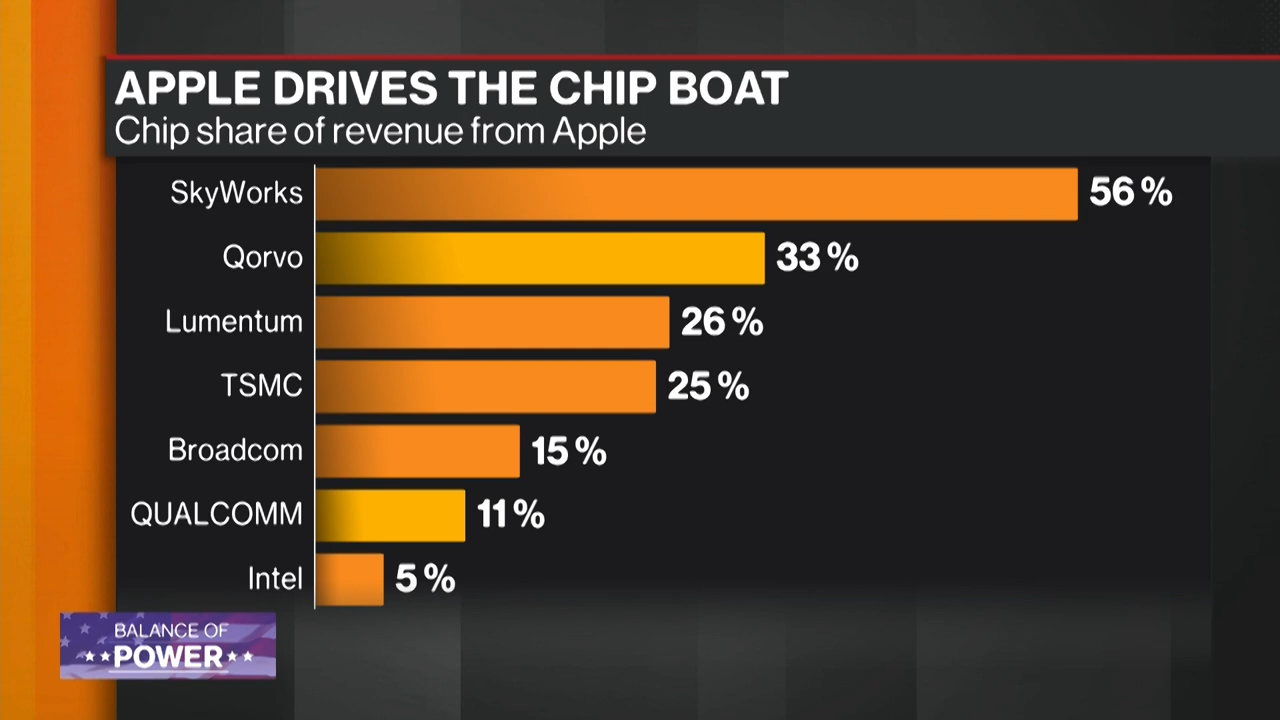 APPLE DRIVES THE CHIP BOAT
Chip share of revenue from Apple
SkyWorks 56%
Qorvo 33%
Lumentum 26%
TSMC 25%
Broadcom 15%
QUALCOMM 11%
Intel 5%
BALANCE OF
POWER